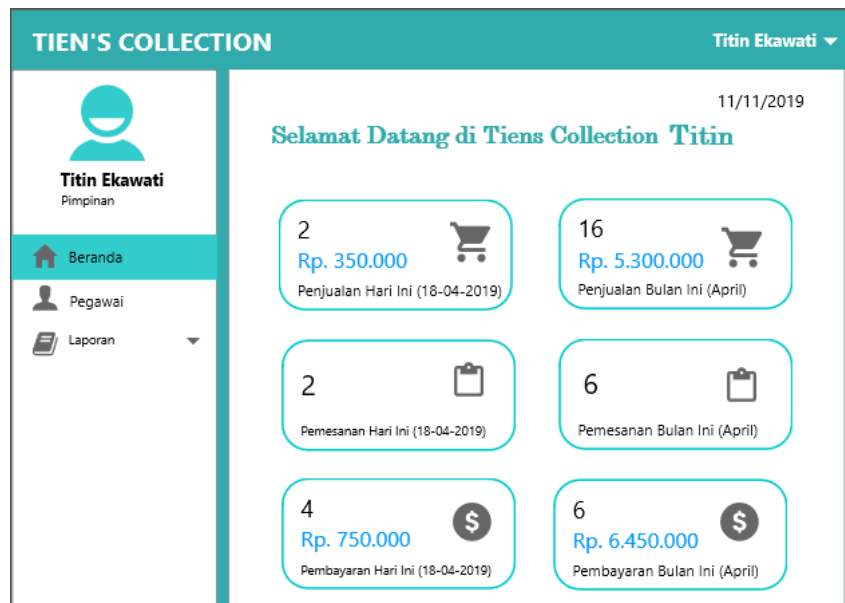 TIEN'S COLLECTION
Titin Ekawati
11/11/2019
Selamat Datang di Tiens Collection Titin
Titin Ekawati
Pimpinan
Beranda
Pegawai
Laporan
2
Rp. 350.000
Penjualan Hari Ini (18-04-2019)
16
Rp. 5.300.000
Penjualan Bulan Ini (April)
2
Pemesanan Hari Ini (18-04-2019)
6
Pemesanan Bulan Ini (April)
4
Rp. 750.000
Pembayaran Hari Ini (18-04-2019)
6
Rp. 6.450.000
Pembayaran Bulan Ini (April)